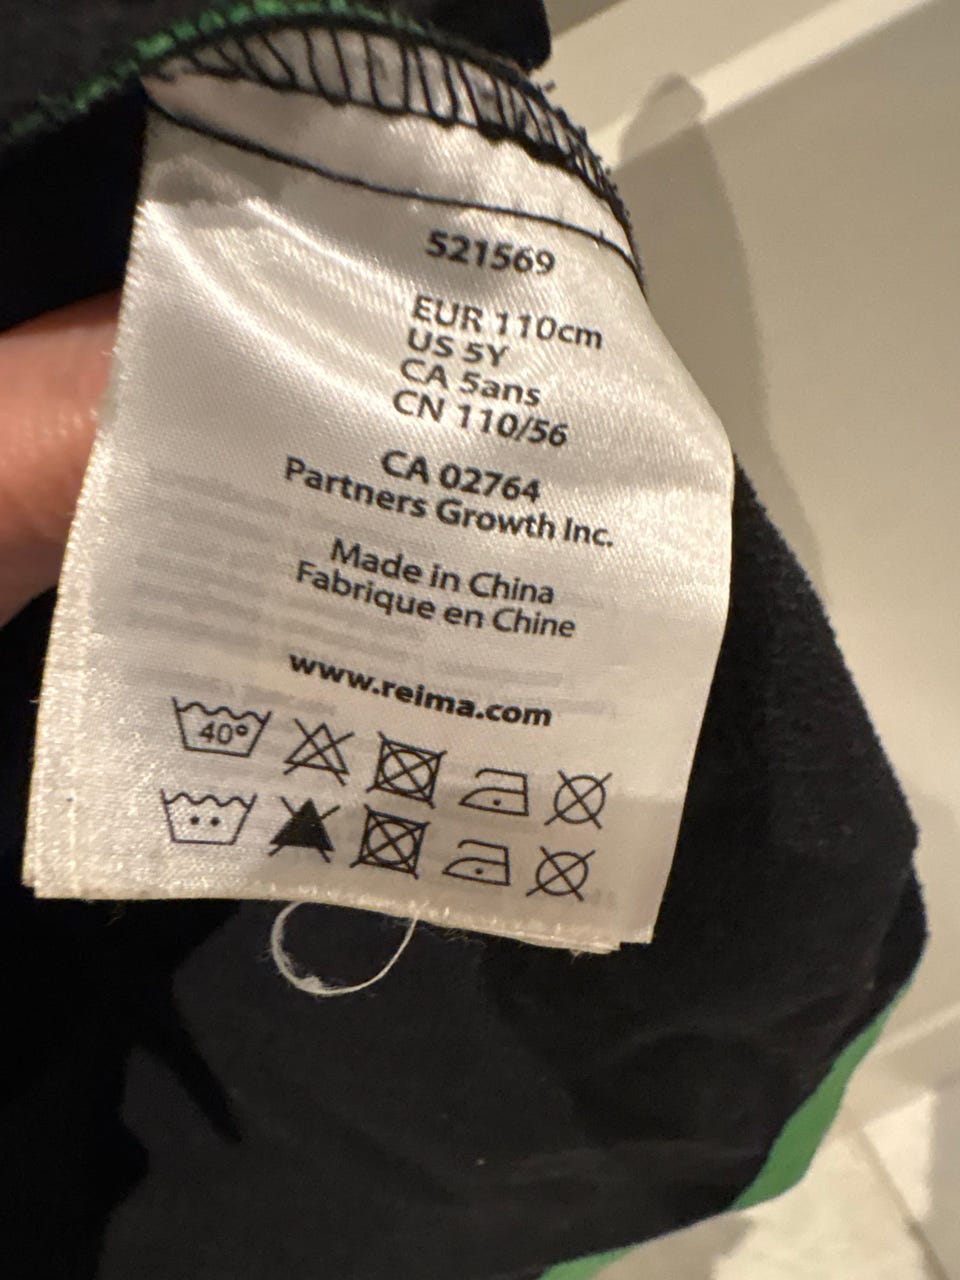 521569
EUR 110cm
US 5Y
CA 5ans
CN 110/56
CA 02764
Partners Growth Inc.
Made in China
Fabrique en Chine
www.reima.com
40°